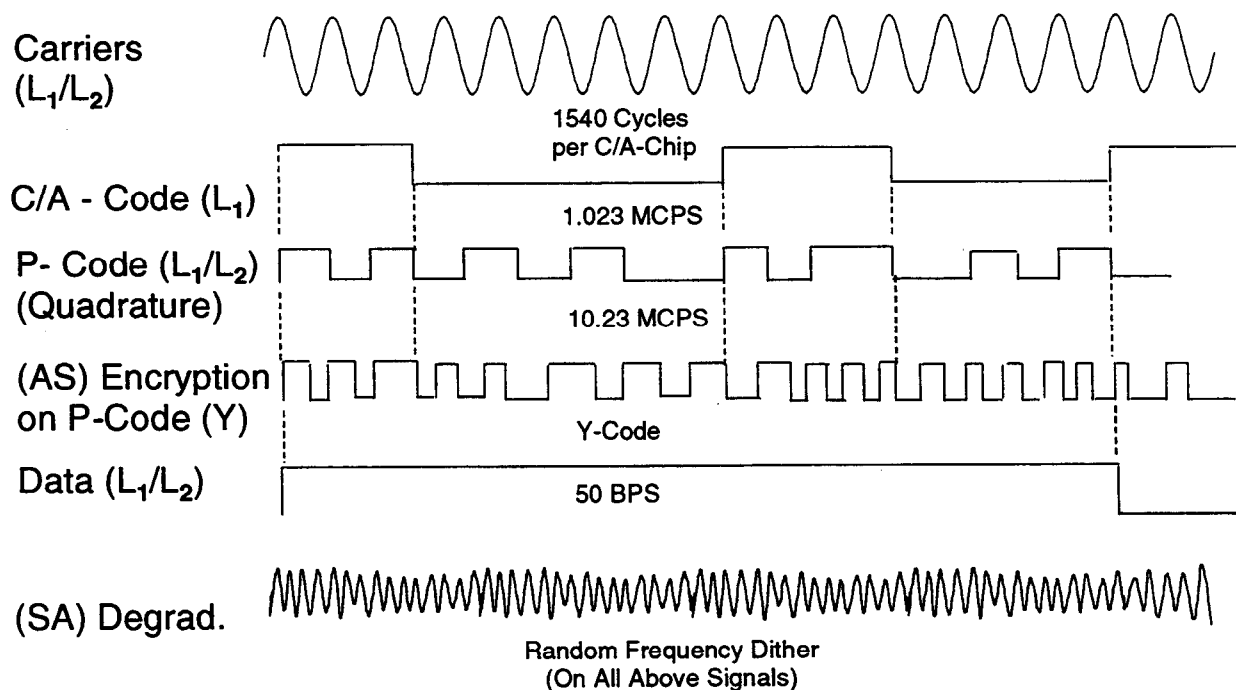 Carriers
(L₁/L₂)
1540 Cycles
per C/A-Chip
C/A - Code (L₁)
1.023 MCPS
P- Code (L₁/L₂)
(Quadrature)
10.23 MCPS
(AS) Encryption
on P-Code (Y)
Y-Code
Data (L₁/L₂)
50 BPS
(SA) Degrad.
Random Frequency Dither
(On All Above Signals)